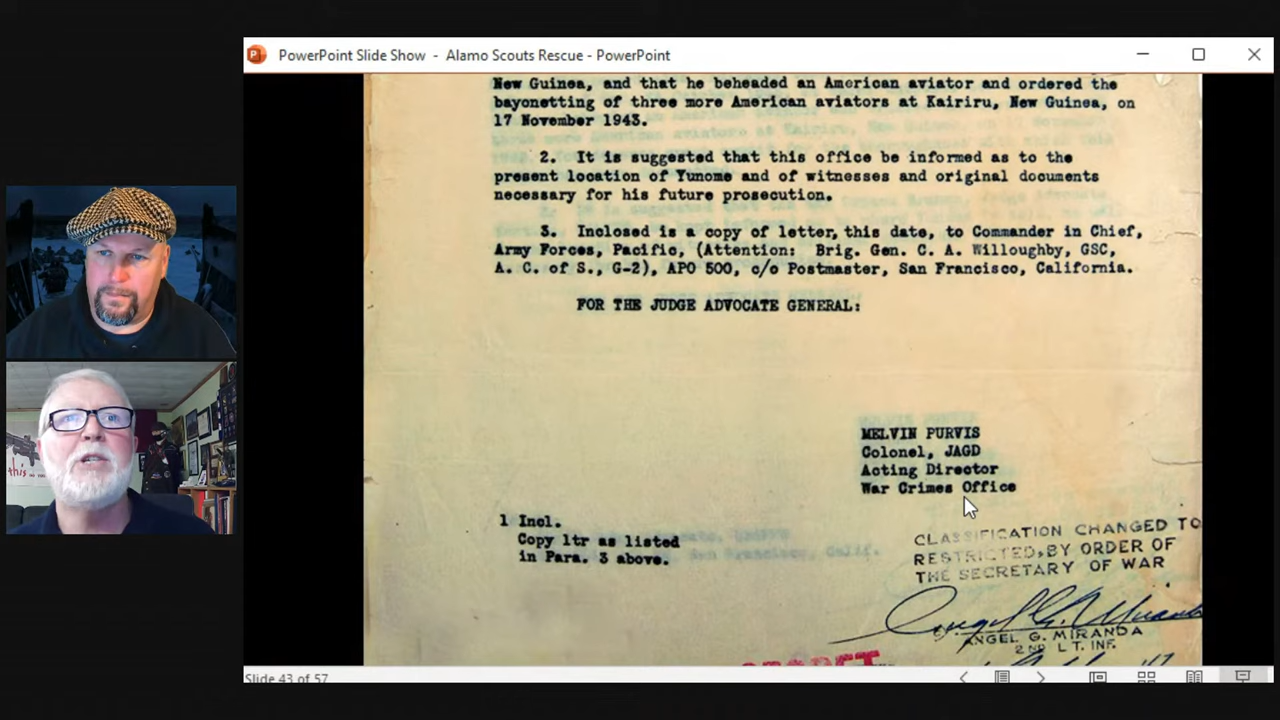 PowerPoint Slide Show - Alamo Scouts Rescue - PowerPoint
New Guinea, and that he beheaded an American aviator and ordered the
bayonetting of three more American aviators at Kairiru, New Guinea, on
17 November 1943.
2. It is suggested that this office be informed as to the
present location of Yunome and of witnesses and original documents
necessary for his future prosecution.
3. Inclosed is a copy of letter, this date, to Commander in Chief,
Army Forces, Pacific, (Attention: Brig. Gen. C. A. Willoughby, GSC,
A. C. of S., G-2), APO 500, c/o Postmaster, San Francisco, California.
FOR THE JUDGE ADVOCATE GENERAL:
MELVIN PURVIS
Colonel, JAGD
Acting Director
War Crimes Office
1 Incl.
Copy ltr as listed
in Para. 3 above.
CLASSIFICATION CHANGED TO
RESTRICTED, BY ORDER OF
THE SECRETARY OF WAR
Angel G. Miranda
ANGEL G. MIRANDA
2ND LT. INF.
SECRET
this
Slide 43 of 57